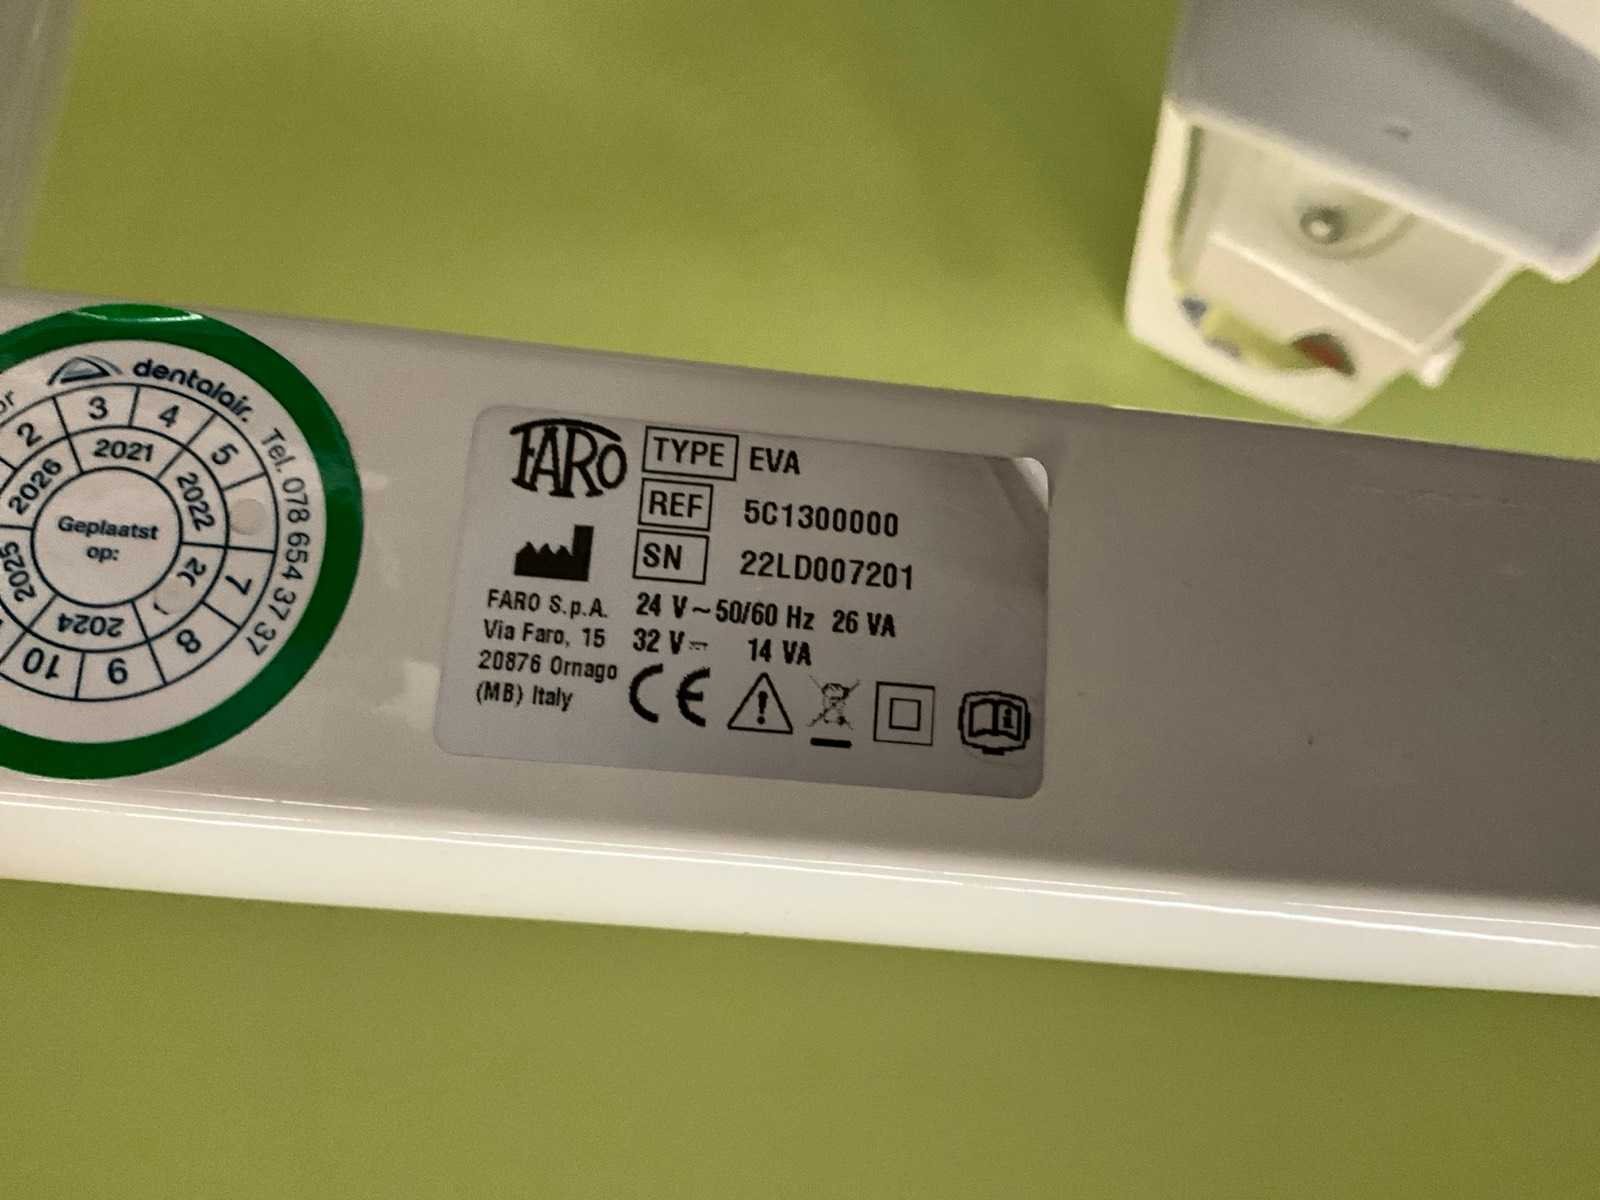 dentalair.
Tel. 078 654 37 37
2
3
4
5
7
8
9
10
2021
2022
2024
2025
2026
Geplaatst
op:
FARO
TYPE EVA
REF 5C1300000
SN 22LD007201
FARO S.p.A.
Via Faro, 15
20876 Ornago
(MB) Italy
24 V~50/60 Hz 26 VA
32 V⎓ 14 VA
CE